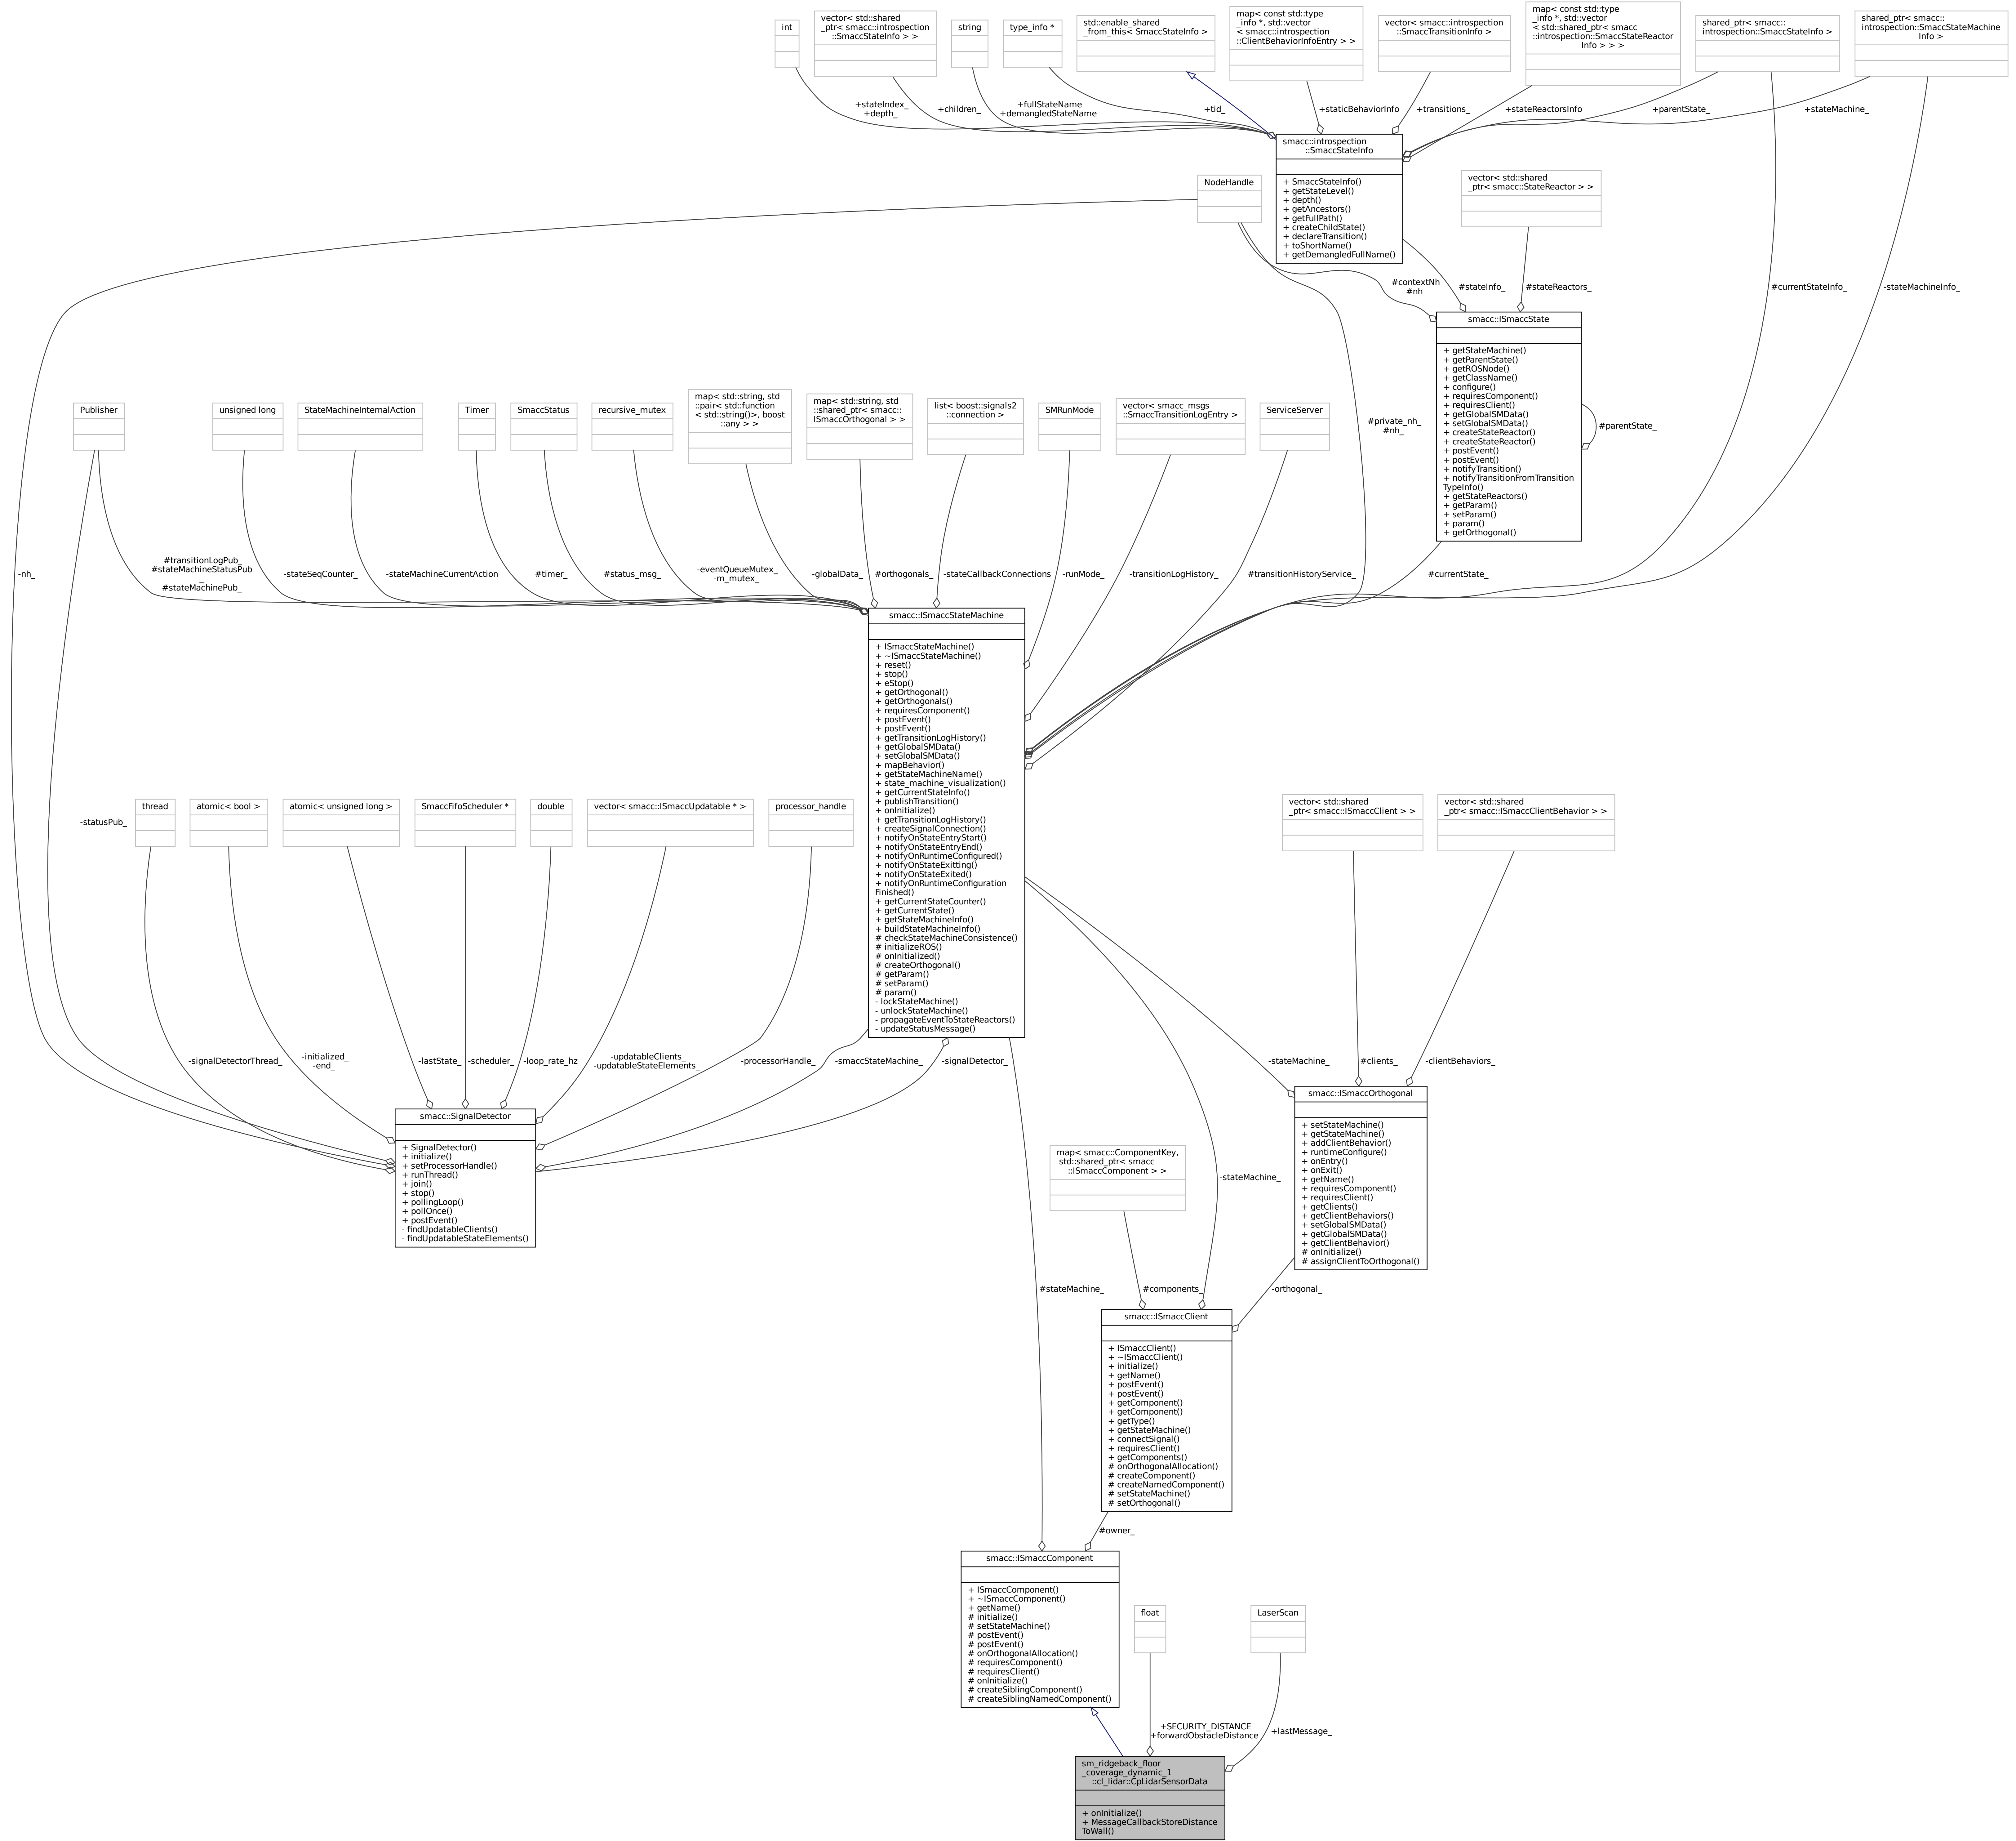 int
vector< std::shared
_ptr< smacc::introspection
::SmaccStateInfo > >
string
type_info *
std::enable_shared
_from_this< SmaccStateInfo >
map< const std::type
_info *, std::vector
< smacc::introspection
::ClientBehaviorInfoEntry > >
vector< smacc::introspection
::SmaccTransitionInfo >
map< const std::type
_info *, std::vector
< std::shared_ptr< smacc
::introspection::SmaccStateReactor
Info > > >
shared_ptr< smacc::
introspection::SmaccStateInfo >
shared_ptr< smacc::
introspection::SmaccStateMachine
Info >
+stateIndex_
+depth_
+children_
+fullStateName
+demangledStateName
+tid_
+staticBehaviorInfo
+transitions_
+stateReactorsInfo
+parentState_
+stateMachine_
smacc::introspection
::SmaccStateInfo
+ SmaccStateInfo()
+ getStateLevel()
+ depth()
+ getAncestors()
+ getFullPath()
+ createChildState()
+ declareTransition()
+ toShortName()
+ getDemangledFullName()
NodeHandle
vector< std::shared
_ptr< smacc::StateReactor > >
#contextNh
#nh
#stateInfo_
#stateReactors_
#currentStateInfo_
-stateMachineInfo_
smacc::ISmaccState
+ getStateMachine()
+ getParentState()
+ getROSNode()
+ getClassName()
+ configure()
+ requiresComponent()
+ requiresClient()
+ getGlobalSMData()
+ setGlobalSMData()
+ createStateReactor()
+ createStateReactor()
+ postEvent()
+ postEvent()
+ notifyTransition()
+ notifyTransitionFromTransition
TypeInfo()
+ getStateReactors()
+ getParam()
+ setParam()
+ param()
+ getOrthogonal()
#parentState_
Publisher
unsigned long
StateMachineInternalAction
Timer
SmaccStatus
recursive_mutex
map< std::string, std
::pair< std::function
< std::string()>, boost
::any > >
map< std::string, std
::shared_ptr< smacc::
ISmaccOrthogonal > >
list< boost::signals2
::connection >
SMRunMode
vector< smacc_msgs
::SmaccTransitionLogEntry >
ServiceServer
#private_nh_
#nh_
-nh_
#transitionLogPub_
#stateMachineStatusPub
_
#stateMachinePub_
-stateSeqCounter_
-stateMachineCurrentAction
#timer_
#status_msg_
-eventQueueMutex_
-m_mutex_
-globalData_
#orthogonals_
-stateCallbackConnections
-runMode_
-transitionLogHistory_
#transitionHistoryService_
#currentState_
smacc::ISmaccStateMachine
+ ISmaccStateMachine()
+ ~ISmaccStateMachine()
+ reset()
+ stop()
+ eStop()
+ getOrthogonal()
+ getOrthogonals()
+ requiresComponent()
+ postEvent()
+ postEvent()
+ getTransitionLogHistory()
+ getGlobalSMData()
+ setGlobalSMData()
+ mapBehavior()
+ getStateMachineName()
+ state_machine_visualization()
+ getCurrentStateInfo()
+ publishTransition()
+ onInitialize()
+ getTransitionLogHistory()
+ createSignalConnection()
+ notifyOnStateEntryStart()
+ notifyOnStateEntryEnd()
+ notifyOnRuntimeConfigured()
+ notifyOnStateExitting()
+ notifyOnStateExited()
+ notifyOnRuntimeConfiguration
Finished()
+ getCurrentStateCounter()
+ getCurrentState()
+ getStateMachineInfo()
+ buildStateMachineInfo()
# checkStateMachineConsistence()
# initializeROS()
# onInitialized()
# createOrthogonal()
# getParam()
# setParam()
# param()
- lockStateMachine()
- unlockStateMachine()
- propagateEventToStateReactors()
- updateStatusMessage()
-statusPub_
thread
atomic< bool >
atomic< unsigned long >
SmaccFifoScheduler *
double
vector< smacc::ISmaccUpdatable * >
processor_handle
vector< std::shared
_ptr< smacc::ISmaccClient > >
vector< std::shared
_ptr< smacc::ISmaccClientBehavior > >
-signalDetectorThread_
-initialized_
-end_
-lastState_
-scheduler_
-loop_rate_hz
-updatableClients_
-updatableStateElements_
-processorHandle_
-smaccStateMachine_
-signalDetector_
-stateMachine_
#clients_
-clientBehaviors_
smacc::SignalDetector
+ SignalDetector()
+ initialize()
+ setProcessorHandle()
+ runThread()
+ join()
+ stop()
+ pollingLoop()
+ pollOnce()
+ postEvent()
- findUpdatableClients()
- findUpdatableStateElements()
smacc::ISmaccOrthogonal
+ setStateMachine()
+ getStateMachine()
+ addClientBehavior()
+ runtimeConfigure()
+ onEntry()
+ onExit()
+ getName()
+ requiresComponent()
+ requiresClient()
+ getClients()
+ getClientBehaviors()
+ setGlobalSMData()
+ getGlobalSMData()
+ getClientBehavior()
# onInitialize()
# assignClientToOrthogonal()
map< smacc::ComponentKey,
std::shared_ptr< smacc
::ISmaccComponent > >
-stateMachine_
#stateMachine_
#components_
-orthogonal_
smacc::ISmaccClient
+ ISmaccClient()
+ ~ISmaccClient()
+ initialize()
+ getName()
+ postEvent()
+ postEvent()
+ getComponent()
+ getComponent()
+ getType()
+ getStateMachine()
+ connectSignal()
+ requiresClient()
+ getComponents()
# onOrthogonalAllocation()
# createComponent()
# createNamedComponent()
# setStateMachine()
# setOrthogonal()
#owner_
smacc::ISmaccComponent
+ ISmaccComponent()
+ ~ISmaccComponent()
+ getName()
# initialize()
# setStateMachine()
# postEvent()
# postEvent()
# onOrthogonalAllocation()
# requiresComponent()
# requiresClient()
# onInitialize()
# createSiblingComponent()
# createSiblingNamedComponent()
float
LaserScan
+SECURITY_DISTANCE
+forwardObstacleDistance
+lastMessage_
sm_ridgeback_floor
_coverage_dynamic_1
::cl_lidar::CpLidarSensorData
+ onInitialize()
+ MessageCallbackStoreDistance
ToWall()